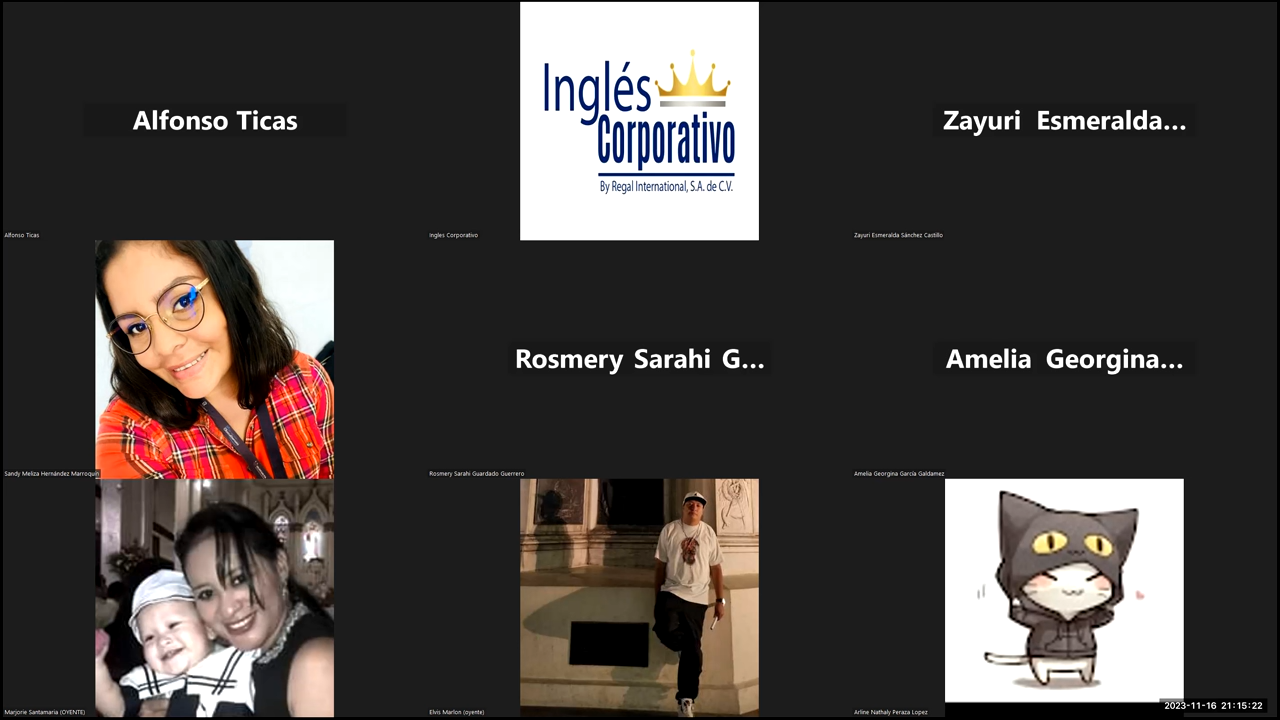 Alfonso Ticas
Alfonso Ticas
Inglés
Corporativo
By Regal International, S.A. de C.V.
Ingles Corporativo
Zayuri Esmeralda...
Zayuri Esmeralda Sánchez Castillo
Sandy Meliza Hernández Marroquín
Rosmery Sarahi G...
Rosmery Sarahi Guardado Guerrero
Amelia Georgina...
Amelia Georgina García Galdamez
Marjorie Santamaria (OYENTE)
Elvis Marlon (oyente)
Arline Nathaly Peraza Lopez
2023-11-16 21:15:22